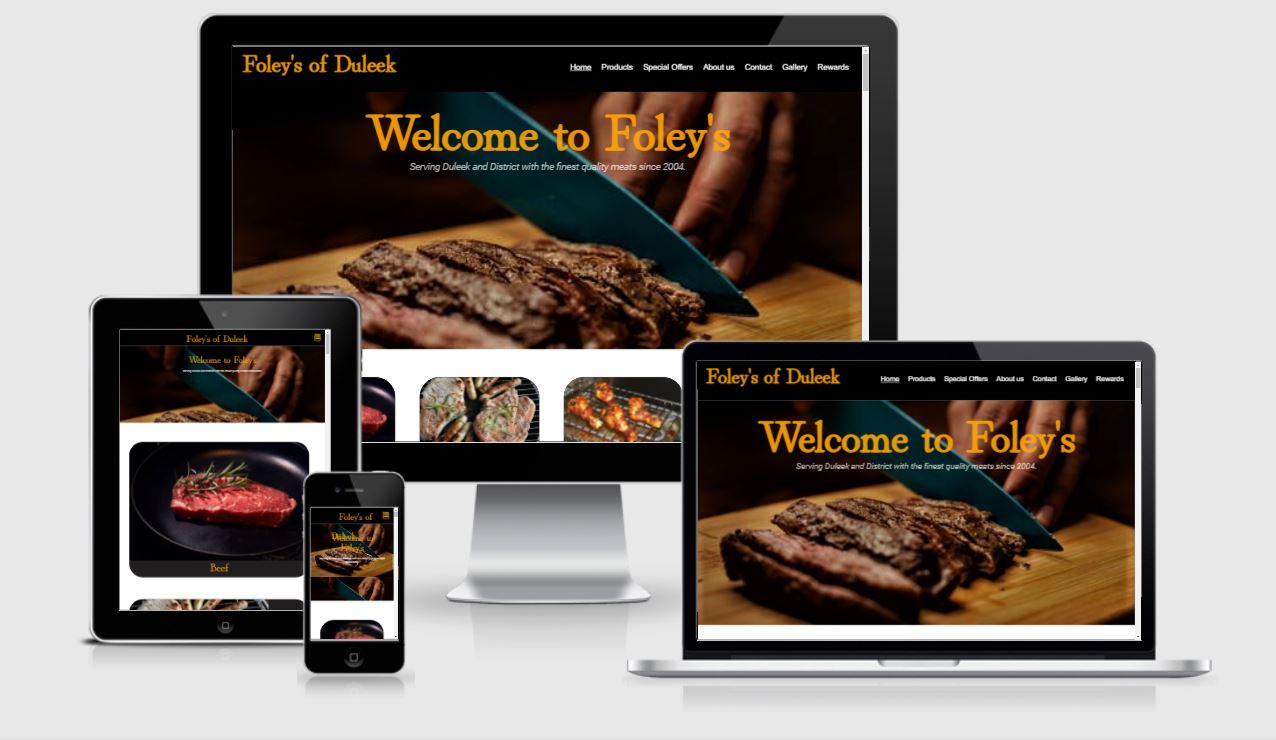 Foley's of Duleek
Home Products Special Offers About us Contact Gallery Rewards
Welcome to Foley's
Serving Duleek and District with the finest quality meats since 2004.
Foley's of Duleek
Welcome to Foley's
Beef
Foley's of
Duleek
Welcome to
Foley's
Foley's of Duleek
Home Products Special Offers About us Contact Gallery Rewards
Welcome to Foley's
Serving Duleek and District with the finest quality meats since 2004.